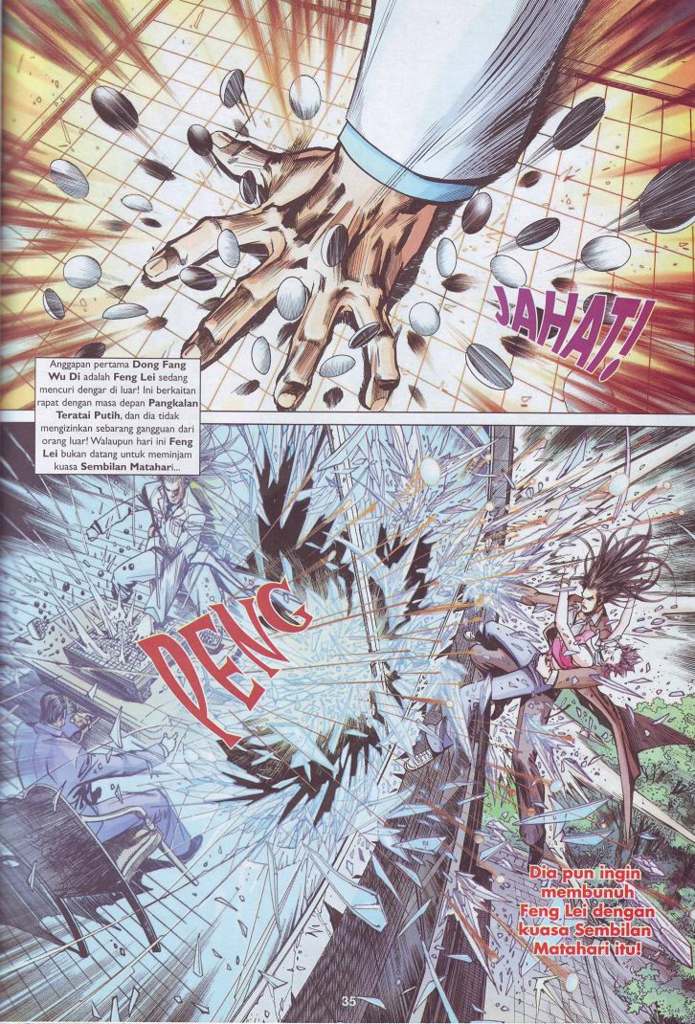 JAHAT!
Anggapan pertama Dong Fang
Wu Di adalah Feng Lei sedang
mencuri dengar di luar! Ini berkaitan
rapat dengan masa depan Pangkalan
Teratai Putih, dan dia tidak
mengizinkan sebarang gangguan dari
orang luar! Walaupun hari ini Feng
Lei bukan datang untuk meminjam
kuasa Sembilan Matahari...
PENG
Dia pun ingin
membunuh
Feng Lei dengan
kuasa Sembilan
Matahari itu!
35